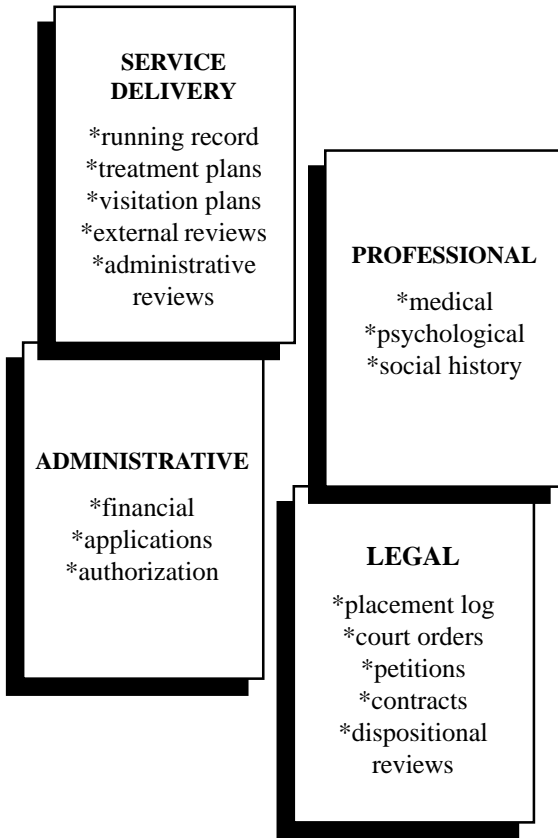 SERVICE
DELIVERY
*running record
*treatment plans
*visitation plans
*external reviews
*administrative
reviews
PROFESSIONAL
*medical
*psychological
*social history
ADMINISTRATIVE
*financial
*applications
*authorization
LEGAL
*placement log
*court orders
*petitions
*contracts
*dispositional
reviews